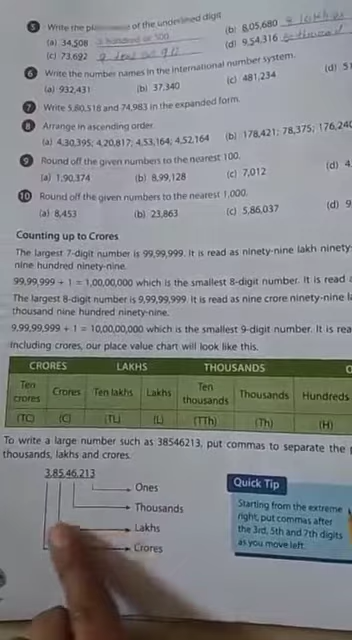 5 Write the place value of the underlined digit
(a) 34,508 5 hundred or 500 (b) 8,05,680 8 lakhs
(c) 73,692 (d) 9,54,316
6 Write the number names in the International number system.
(a) 932,431 (b) 37,340 (c) 481,234 (d)
7 Write 5,80,518 and 74,983 in the expanded form.
8 Arrange in ascending order.
(a) 4,30,395; 4,20,817; 4,53,164; 4,52,164 (b) 178,421; 78,375;
9 Round off the given numbers to the nearest 100.
(a) 1,90,374 (b) 8,99,128 (c) 7,012 (d) 4
10 Round off the given numbers to the nearest 1,000.
(a) 8,453 (b) 23,863 (c) 5,86,037 (d) 9
Counting up to Crores
The largest 7-digit number is 99,99,999. It is read as ninety-nine lakh ninety
nine hundred ninety-nine.
99,99,999 + 1 = 1,00,00,000 which is the smallest 8-digit number. It is read
The largest 8-digit number is 9,99,99,999. It is read as nine crore ninety-nine
thousand nine hundred ninety-nine.
9,99,99,999 + 1 = 10,00,00,000 which is the smallest 9-digit number. It is
Including crores, our place value chart will look like this.
CRORES LAKHS THOUSANDS
Ten crores Crores Ten lakhs Lakhs Ten thousands Thousands Hundreds
(TC) (C) (TL) (L) (TTh) (Th) (H)
To write a large number such as 38546213, put commas to separate the
thousands, lakhs and crores.
3,85,46,213
Ones
Thousands
Lakhs
Crores
Quick Tip
Starting from the extreme
right, put commas after
the 3rd, 5th and 7th digits
as you move left.